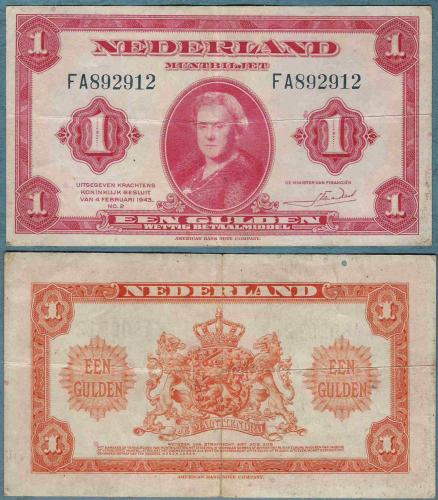 1 NEDERLAND 1
MUNTBILJET
FA892912 FA892912
1 1
UITGEGEVEN KRACHTENS
KONINKLIJK BESLUIT
VAN 4 FEBRUARI 1943.
NO. 2
DE MINISTER VAN FINANCIËN
1 EEN GULDEN 1
WETTIG BETAALMIDDEL
AMERICAN BANK NOTE COMPANY.
NEDERLAND
1 1
EEN EEN
GULDEN GULDEN
JE MAINTIENDRAI
1 1
AMERICAN BANK NOTE COMPANY.